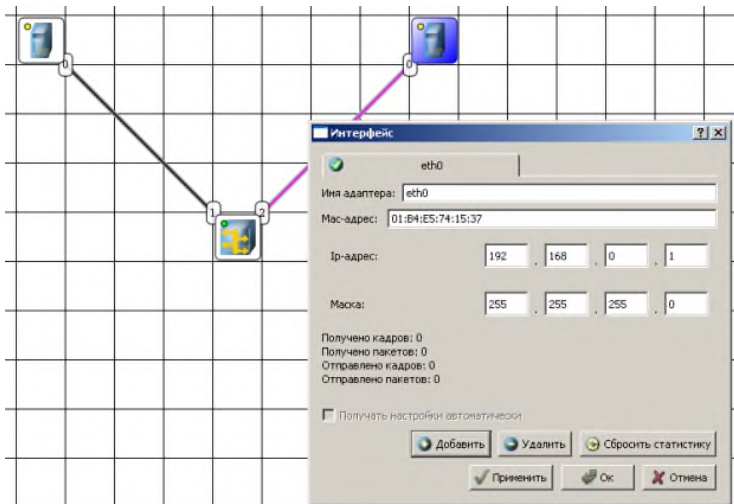 0
0
1
2
Интерфейс
eth0
Имя адаптера: eth0
Mac-адрес: 01:B4:E5:74:15:37
Ip-адрес: 192 . 168 . 0 . 1
Маска: 255 . 255 . 255 . 0
Получено кадров: 0
Получено пакетов: 0
Отправлено кадров: 0
Отправлено пакетов: 0
Получать настройки автоматически
Добавить Удалить Сбросить статистику
Применить Ок Отмена